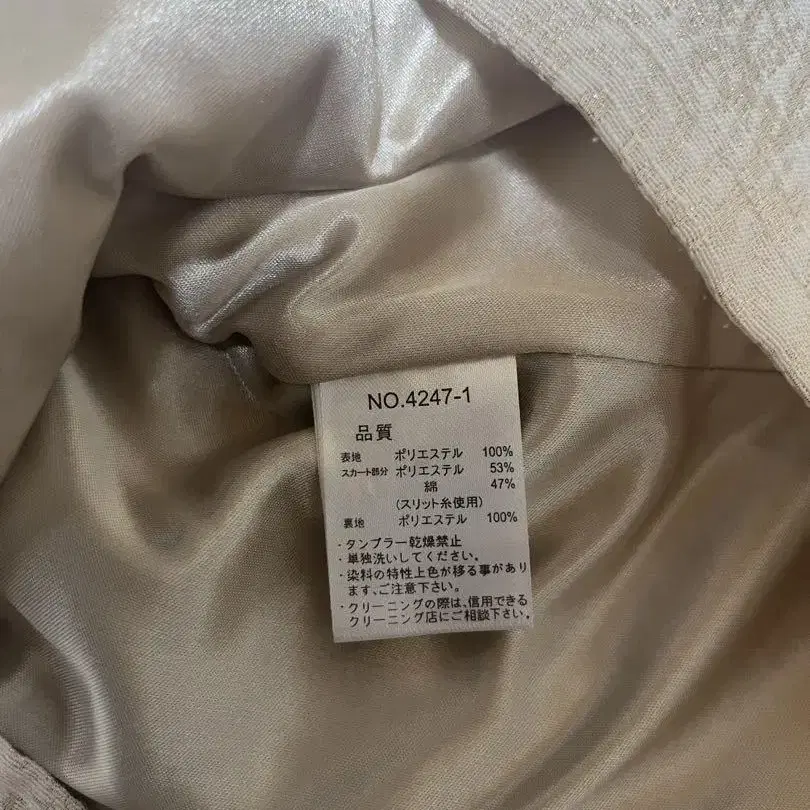 NO.4247-1
品質
表地 ポリエステル 100%
スカート部分 ポリエステル 53%
綿 47%
(スリット糸使用)
裏地 ポリエステル 100%
・タンブラー乾燥禁止
・単独洗いしてください。
・染料の特性上色が移る事があり
ます、ご注意下さい。
・クリーニングの際は、信用できる
クリーニング店にご相談下さい。